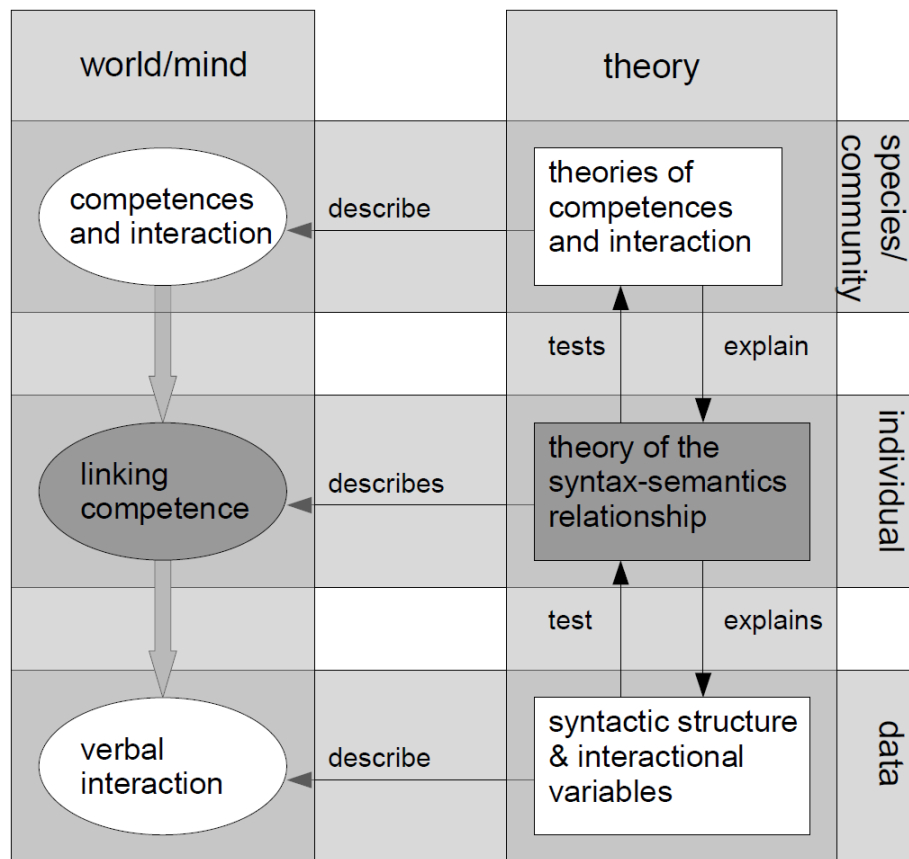 world/mind
theory
competences
and interaction
describe
theories of
competences
and interaction
species/
community
tests
explain
linking
competence
describes
theory of the
syntax-semantics
relationship
individual
test
explains
verbal
interaction
describe
syntactic structure
& interactional
variables
data